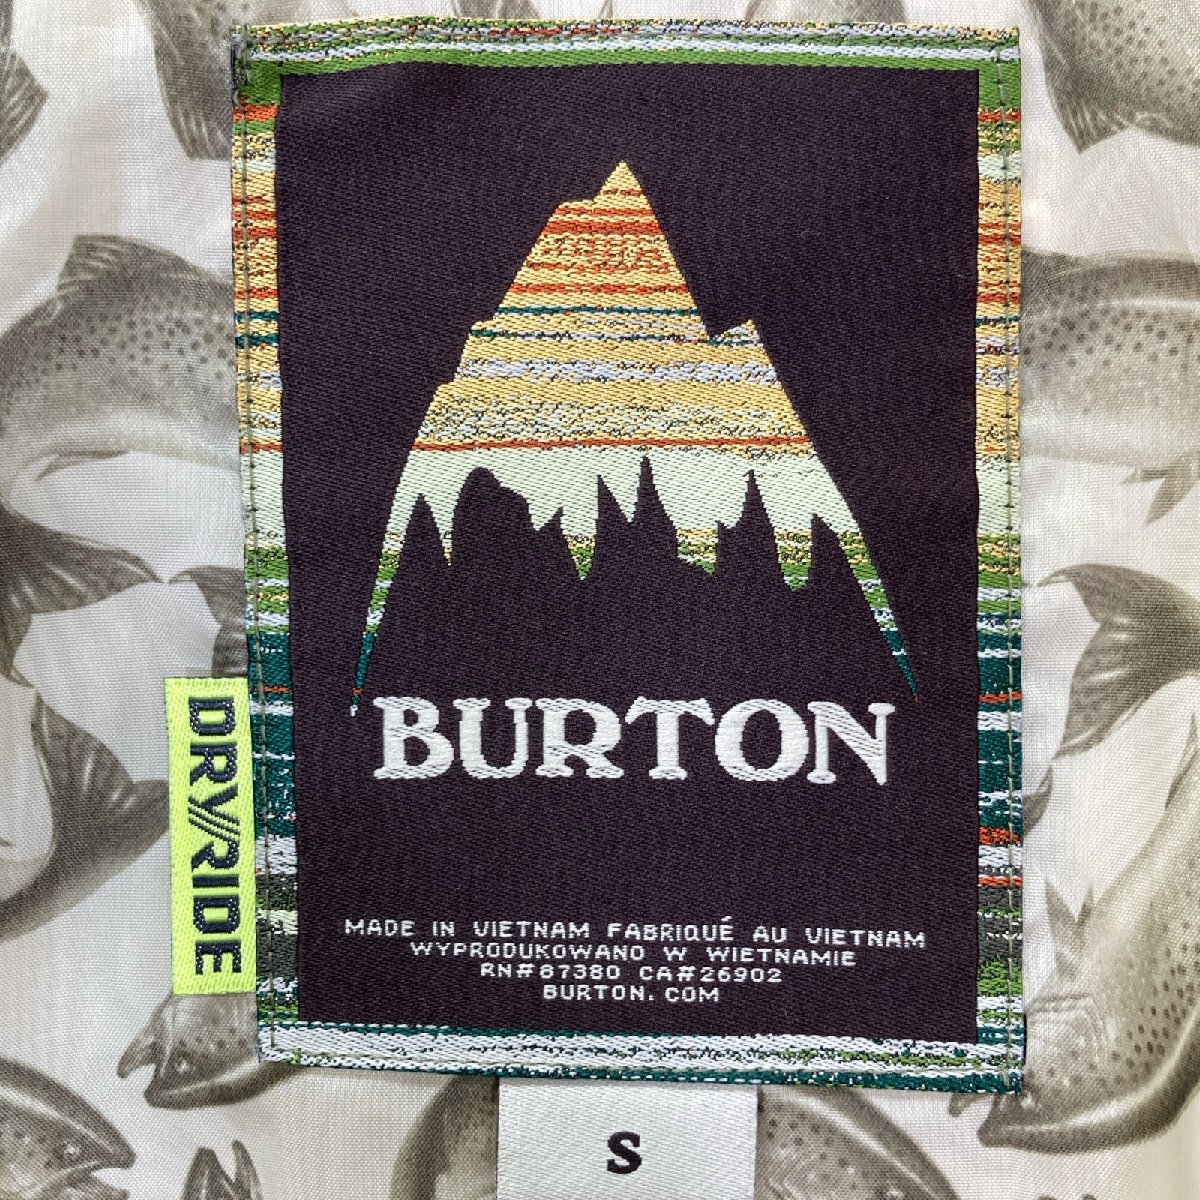 BURTON
DRY///RIDE
MADE IN VIETNAM FABRIQUÉ AU VIETNAM
WYPRODUKOWANO W WIETNAMIE
RN#87380 CA#26902
BURTON.COM
S